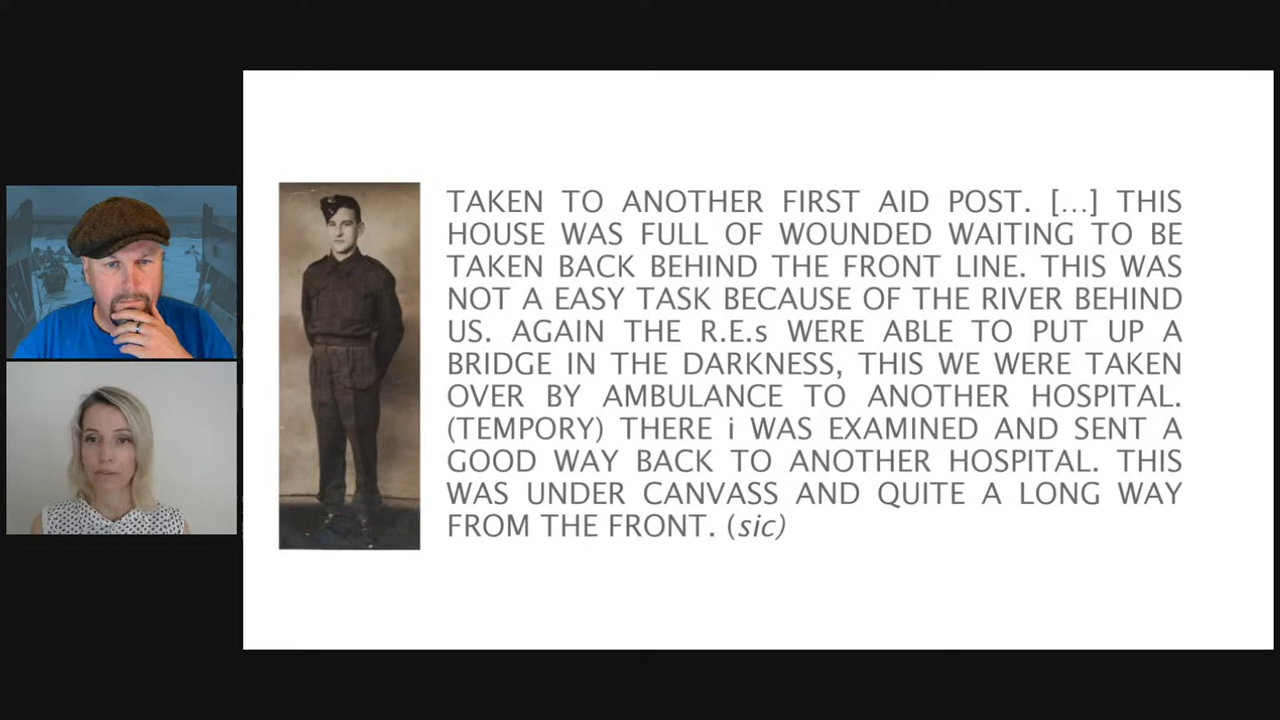 TAKEN TO ANOTHER FIRST AID POST. […] THIS
HOUSE WAS FULL OF WOUNDED WAITING TO BE
TAKEN BACK BEHIND THE FRONT LINE. THIS WAS
NOT A EASY TASK BECAUSE OF THE RIVER BEHIND
US. AGAIN THE R.E.s WERE ABLE TO PUT UP A
BRIDGE IN THE DARKNESS, THIS WE WERE TAKEN
OVER BY AMBULANCE TO ANOTHER HOSPITAL.
(TEMPORY) THERE i WAS EXAMINED AND SENT A
GOOD WAY BACK TO ANOTHER HOSPITAL. THIS
WAS UNDER CANVASS AND QUITE A LONG WAY
FROM THE FRONT. (sic)